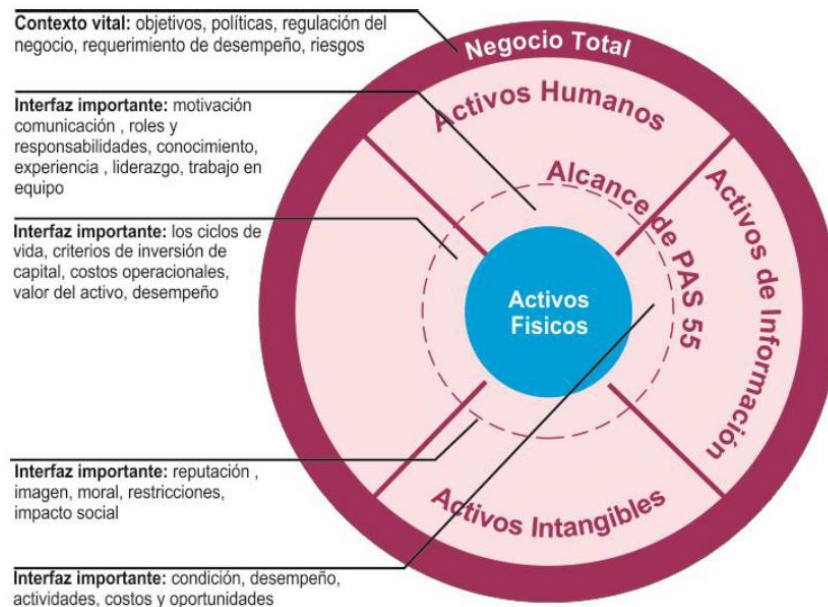 Contexto vital: objetivos, políticas, regulación del
negocio, requerimiento de desempeño, riesgos
Interfaz importante: motivación
comunicación , roles y
responsabilidades, conocimiento,
experiencia , liderazgo, trabajo en
equipo
Interfaz importante: los ciclos de
vida, criterios de inversión de
capital, costos operacionales,
valor del activo, desempeño
Interfaz importante: reputación ,
imagen, moral, restricciones,
impacto social
Interfaz importante: condición, desempeño,
actividades, costos y oportunidades
Negocio Total
Activos Humanos
Alcance de PAS 55
Activos de Información
Activos
Fisicos
Activos Intangibles